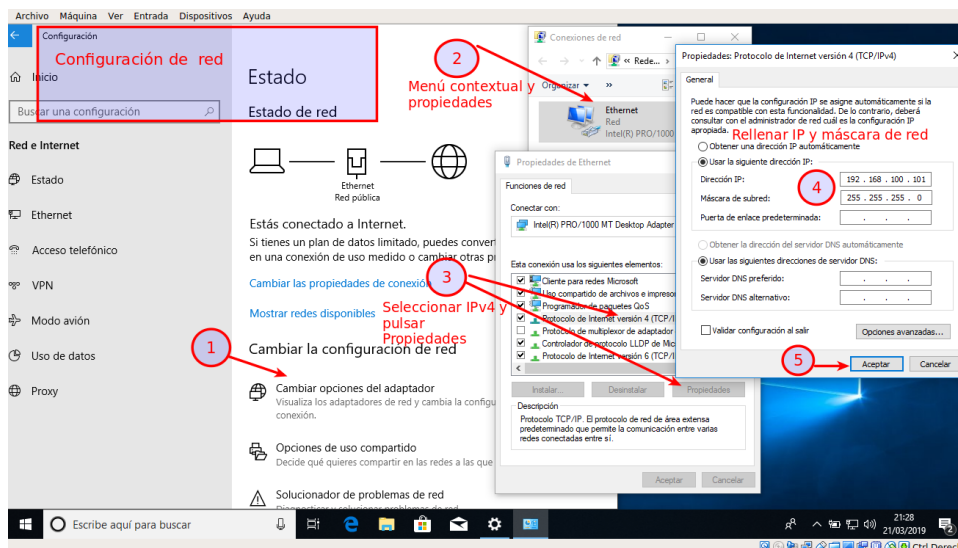 Archivo Máquina Ver Entrada Dispositivos Ayuda
Configuración
Configuración de red
Inicio
Buscar una configuración
Red e Internet
Estado
Ethernet
Acceso telefónico
VPN
Modo avión
Uso de datos
Proxy
Estado
Estado de red
Ethernet
Red pública
Estás conectado a Internet.
Si tienes un plan de datos limitado, puedes conver
en una conexión de uso medido o cambiar otras p
Cambiar las propiedades de conexión
Mostrar redes disponibles
Cambiar la configuración de red
1
Cambiar opciones del adaptador
Visualiza los adaptadores de red y cambia la configu
conexión.
Opciones de uso compartido
Decide qué quieres compartir en las redes a las que
Solucionador de problemas de red
Conexiones de red
2
Menú contextual y
propiedades
« Rede...
Organizar
Ethernet
Red
Intel(R) PRO/1000
Propiedades de Ethernet
Funciones de red
Conectar con:
Intel(R) PRO/1000 MT Desktop Adapter
Esta conexión usa los siguientes elementos:
3
Seleccionar IPv4 y
pulsar
Propiedades
Cliente para redes Microsoft
Uso compartido de archivos e impreso
Programador de paquetes QoS
Protocolo de Internet versión 4 (TCP/I
Protocolo de multiplexor de adaptador
Controlador de protocolo LLDP de Mic
Protocolo de Internet versión 6 (TCP/I
Instalar...
Desinstalar
Propiedades
Descripción
Protocolo TCP/IP. El protocolo de red de área extensa
predeterminado que permite la comunicación entre varias
redes conectadas entre sí.
Aceptar
Cancelar
Propiedades: Protocolo de Internet versión 4 (TCP/IPv4)
General
Puede hacer que la configuración IP se asigne automáticamente si la
red es compatible con esta funcionalidad. De lo contrario, deberá
consultar con el administrador de red cuál es la configuración IP
apropiada.
Rellenar IP y máscara de red
Obtener una dirección IP automáticamente
Usar la siguiente dirección IP:
4
Dirección IP:
192 . 168 . 100 . 101
Máscara de subred:
255 . 255 . 255 . 0
Puerta de enlace predeterminada:
. . .
Obtener la dirección del servidor DNS automáticamente
Usar las siguientes direcciones de servidor DNS:
Servidor DNS preferido:
. . .
Servidor DNS alternativo:
. . .
Validar configuración al salir
Opciones avanzadas...
5
Aceptar
Cancelar
Escribe aquí para buscar
21:28
21/03/2019
2
Ctrl Derec